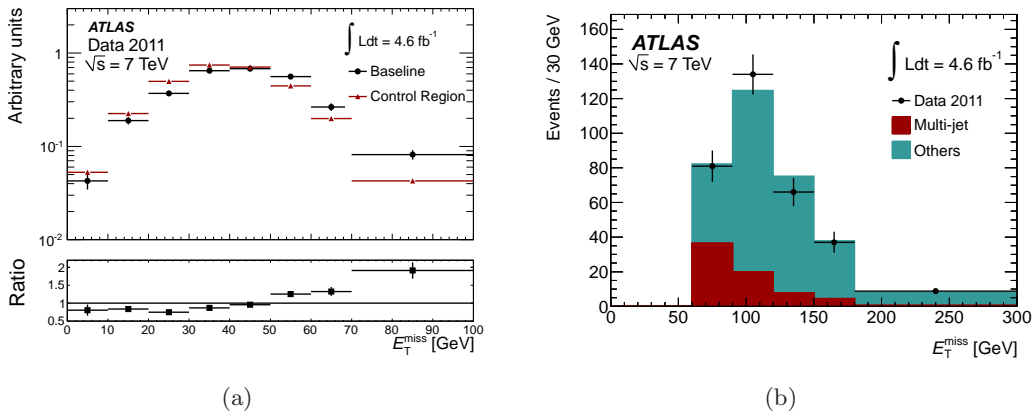 Arbitrary units
1
10⁻¹
10⁻²
ATLAS
Data 2011
√s = 7 TeV
∫ Ldt = 4.6 fb⁻¹
Baseline
Control Region
Ratio
2
1.5
1
0.5
0 10 20 30 40 50 60 70 80 90 100
E_T^miss [GeV]
(a)
Events / 30 GeV
160
140
120
100
80
60
40
20
0
ATLAS
√s = 7 TeV
∫ Ldt = 4.6 fb⁻¹
Data 2011
Multi-jet
Others
0 50 100 150 200 250 300
E_T^miss [GeV]
(b)